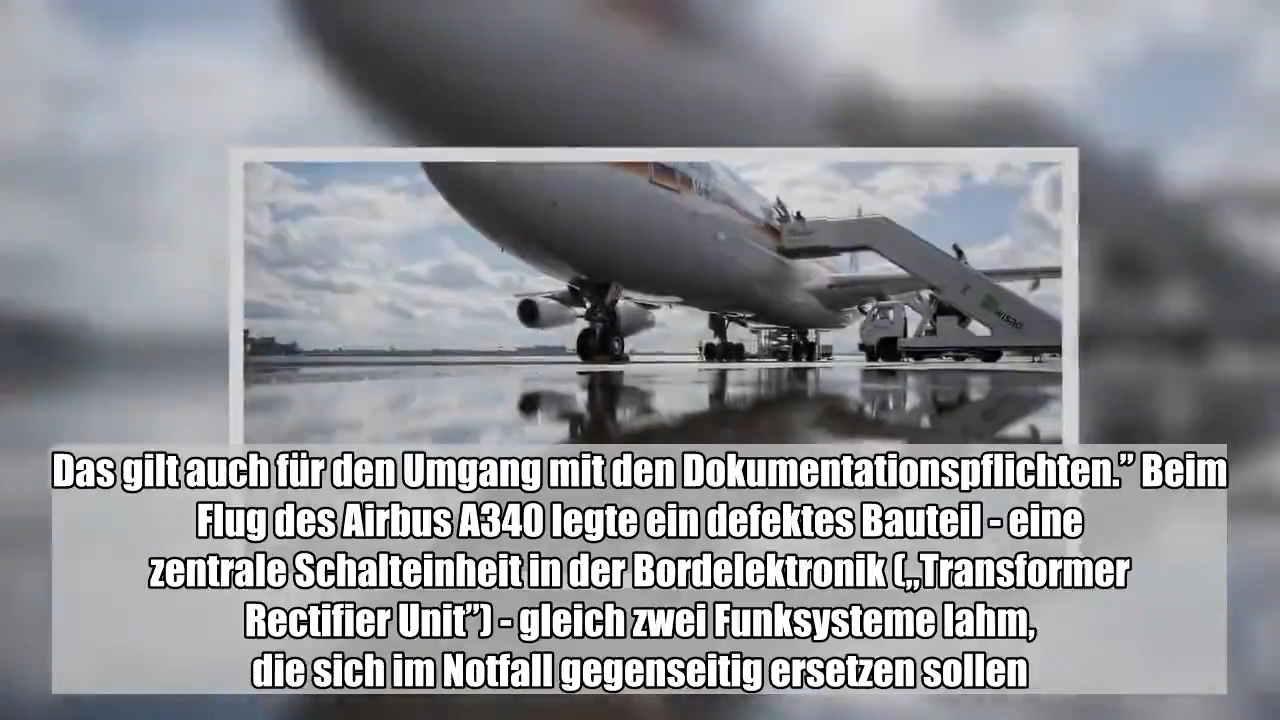 wisag
Das gilt auch für den Umgang mit den Dokumentationspflichten.” Beim
Flug des Airbus A340 legte ein defektes Bauteil - eine
zentrale Schalteinheit in der Bordelektronik („Transformer
Rectifier Unit”) - gleich zwei Funksysteme lahm,
die sich im Notfall gegenseitig ersetzen sollen